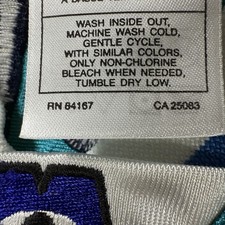 WASH INSIDE OUT,
MACHINE WASH COLD,
GENTLE CYCLE,
WITH SIMILAR COLORS,
ONLY NON-CHLORINE
BLEACH WHEN NEEDED,
TUMBLE DRY LOW.
RN 84167 CA 25083